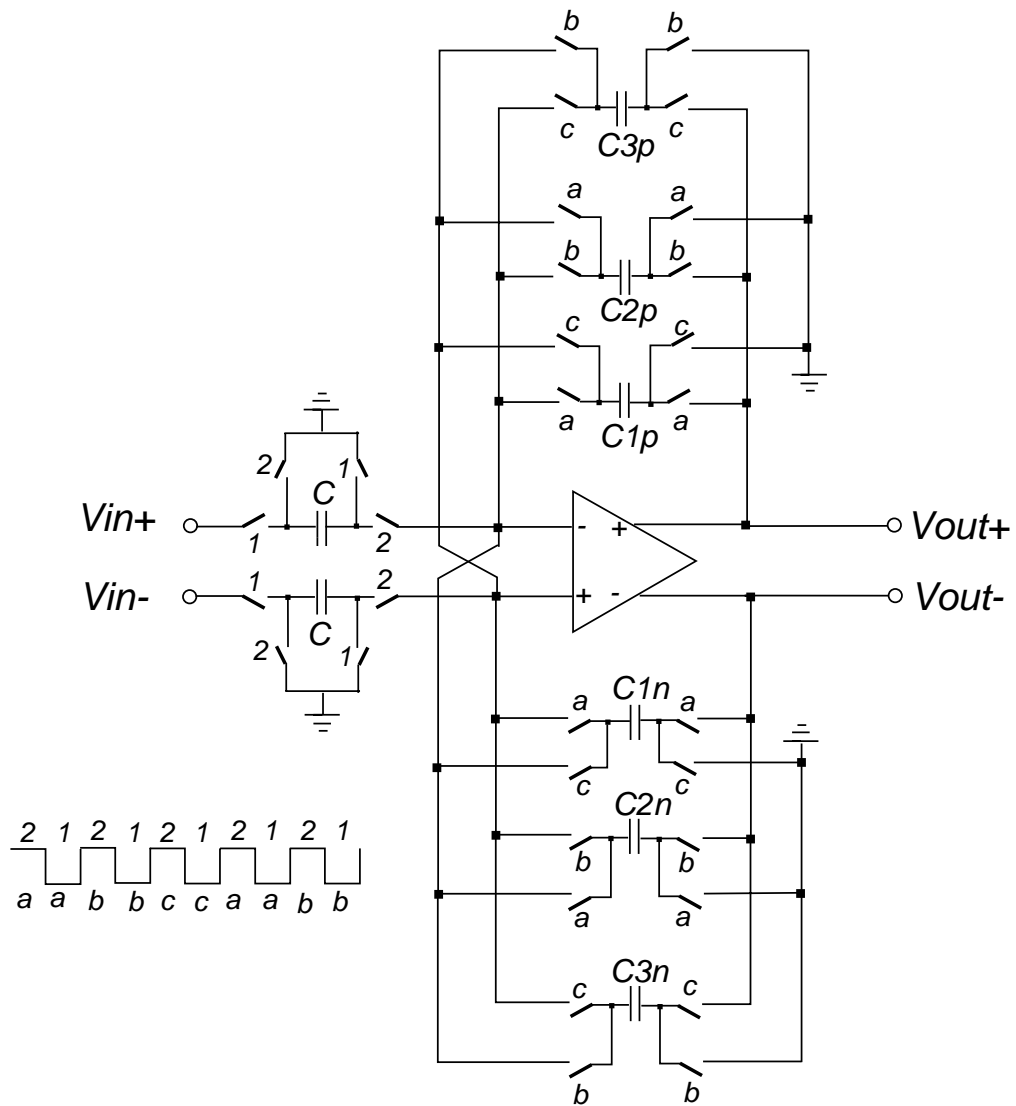 b b
c c
C3p
a a
b b
C2p
c c
a a
C1p
2 1
C
Vin+ 1 2 - + Vout+
Vin- 1 2 + - Vout-
C
2 1
C1n
a a
c c
C2n
b b
a a
C3n
c c
b b
2 1 2 1 2 1 2 1 2 1
a a b b c c a a b b